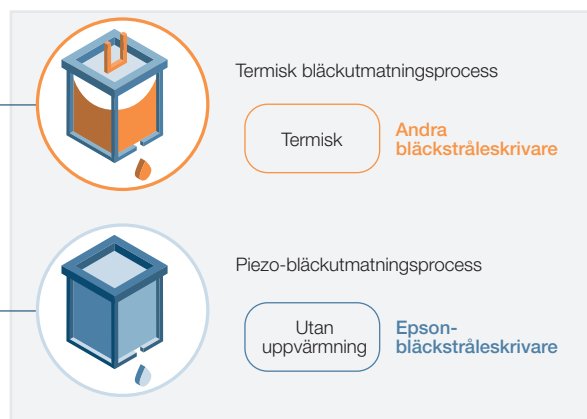 Termisk bläckutmatningsprocess
Termisk
Andra
bläckstråleskrivare
Piezo-bläckutmatningsprocess
Utan
uppvärmning
Epson-
bläckstråleskrivare